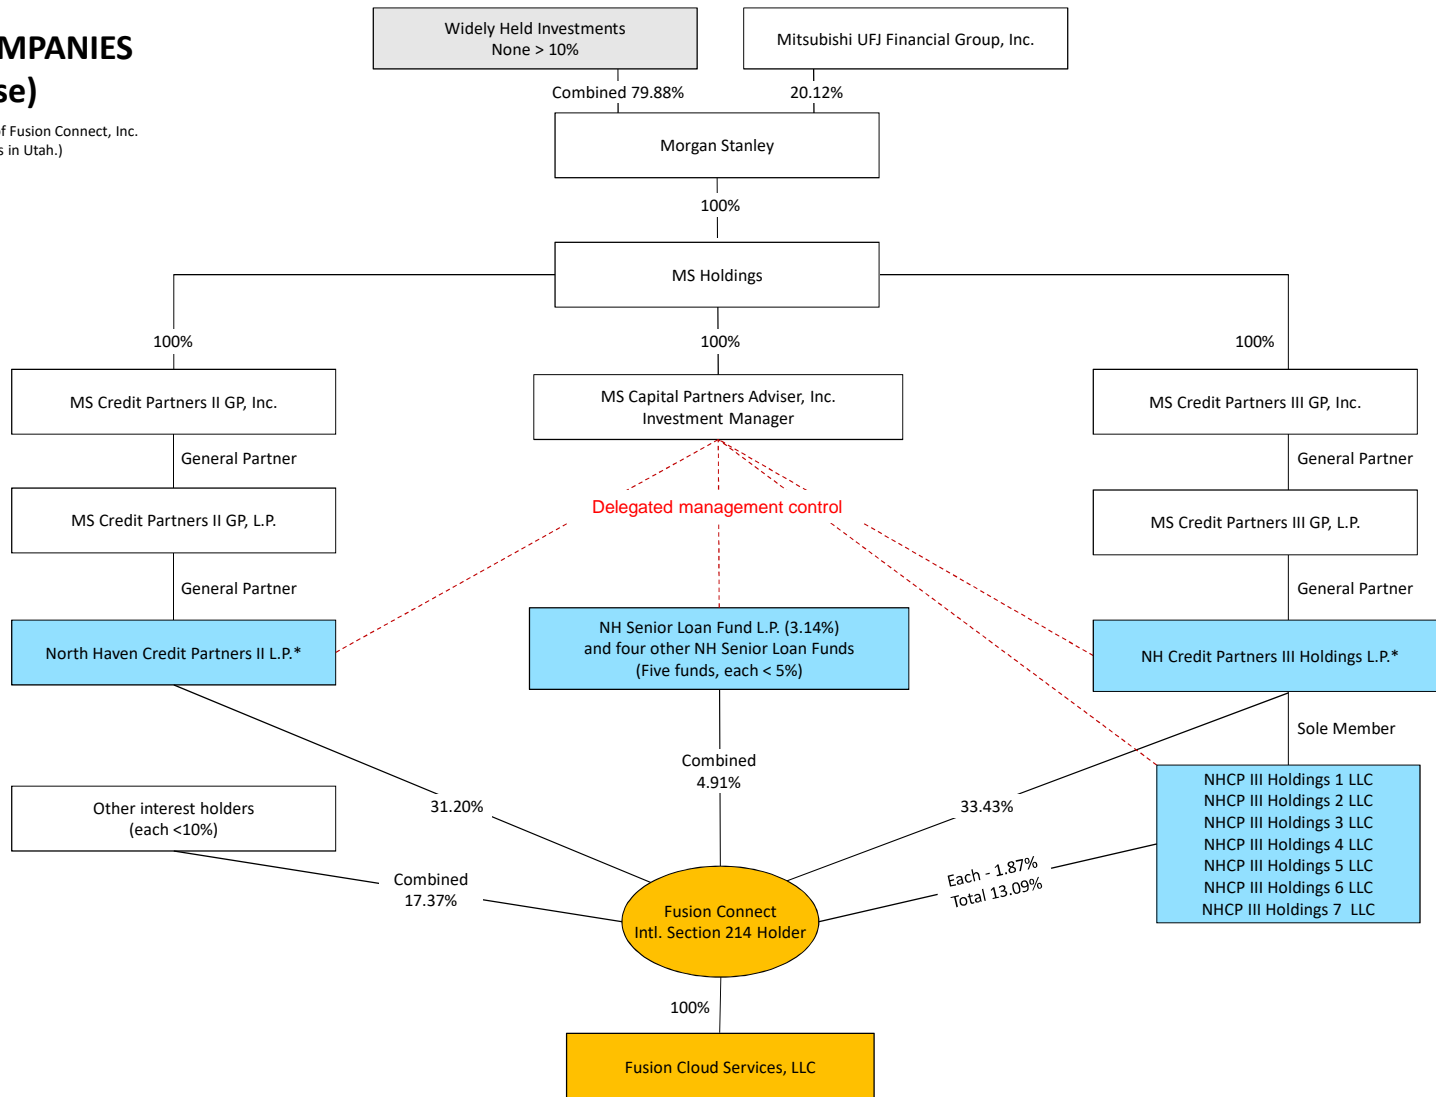 Widely Held Investments
None > 10%
Mitsubishi UFJ Financial Group, Inc.
MPANIES
se)
of Fusion Connect, Inc.
s in Utah.)
Combined 79.88%
20.12%
Morgan Stanley
100%
MS Holdings
100%
100%
100%
MS Credit Partners II GP, Inc.
MS Capital Partners Adviser, Inc.
Investment Manager
MS Credit Partners III GP, Inc.
General Partner
General Partner
Delegated management control
MS Credit Partners II GP, L.P.
MS Credit Partners III GP, L.P.
General Partner
General Partner
North Haven Credit Partners II L.P.*
NH Senior Loan Fund L.P. (3.14%)
and four other NH Senior Loan Funds
(Five funds, each < 5%)
NH Credit Partners III Holdings L.P.*
Sole Member
Combined
4.91%
31.20%
33.43%
Other interest holders
(each <10%)
NHCP III Holdings 1 LLC
NHCP III Holdings 2 LLC
NHCP III Holdings 3 LLC
NHCP III Holdings 4 LLC
NHCP III Holdings 5 LLC
NHCP III Holdings 6 LLC
NHCP III Holdings 7 LLC
Combined
17.37%
Each - 1.87%
Total 13.09%
Fusion Connect
Intl. Section 214 Holder
100%
Fusion Cloud Services, LLC